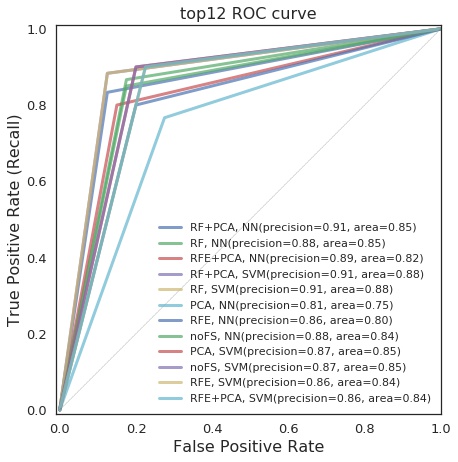 top12 ROC curve
1.0
0.8
0.6
0.4
0.2
0.0
True Positive Rate (Recall)
RF+PCA, NN(precision=0.91, area=0.85)
RF, NN(precision=0.88, area=0.85)
RFE+PCA, NN(precision=0.89, area=0.82)
RF+PCA, SVM(precision=0.91, area=0.88)
RF, SVM(precision=0.91, area=0.88)
PCA, NN(precision=0.81, area=0.75)
RFE, NN(precision=0.86, area=0.80)
noFS, NN(precision=0.88, area=0.84)
PCA, SVM(precision=0.87, area=0.85)
noFS, SVM(precision=0.87, area=0.85)
RFE, SVM(precision=0.86, area=0.84)
RFE+PCA, SVM(precision=0.86, area=0.84)
0.0 0.2 0.4 0.6 0.8 1.0
False Positive Rate